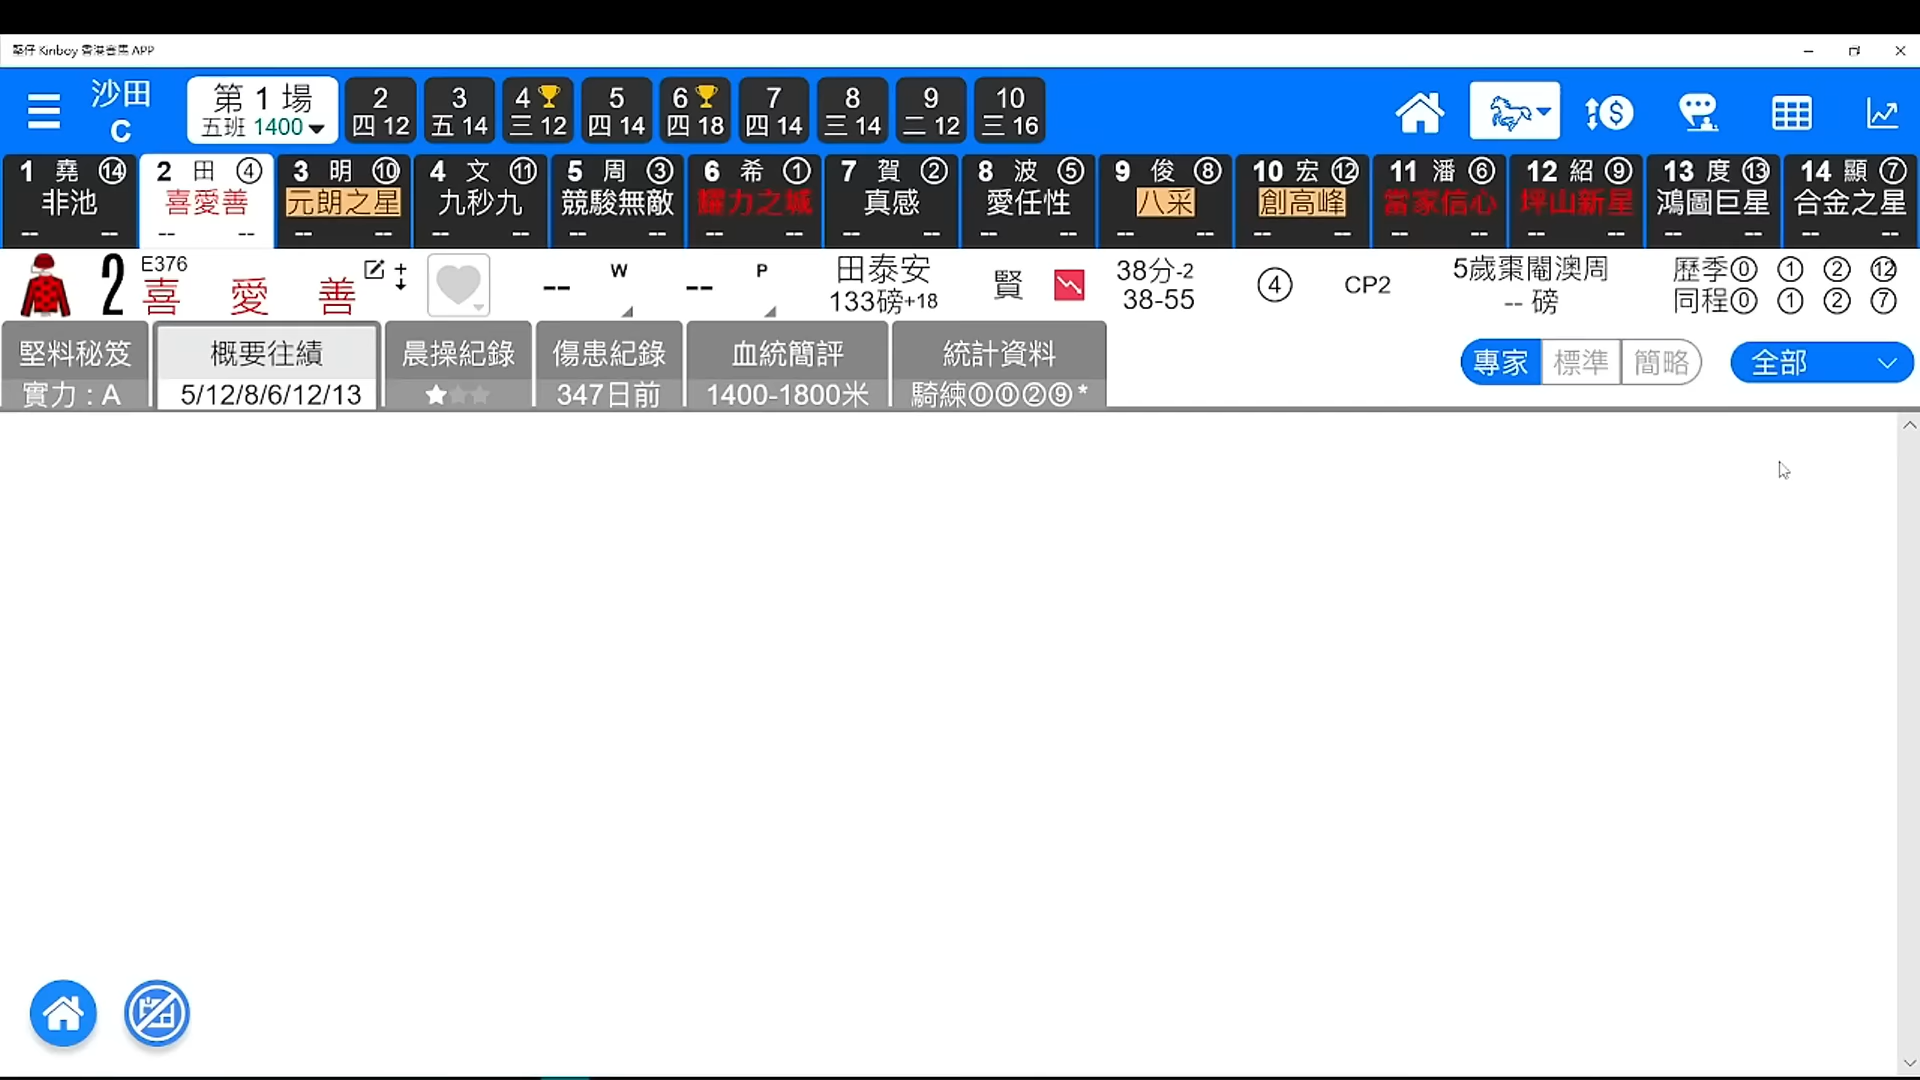 堅仔 Kinboy 香港賽馬 APP
沙田
C
第 1 場
五班 1400
2
四 12
3
五 14
4
三 12
5
四 14
6
四 18
7
四 14
8
三 14
9
二 12
10
三 16
1 堯 14
非池
-- --
2 田 4
喜愛善
-- --
3 明 10
元朗之星
-- --
4 文 11
九秒九
-- --
5 周 3
競駿無敵
-- --
6 希 1
耀力之城
-- --
7 賀 2
真感
-- --
8 波 5
愛任性
-- --
9 俊 8
八采
-- --
10 宏 12
創高峰
-- --
11 潘 6
當家信心
-- --
12 紹 9
坪山新星
-- --
13 度 13
鴻圖巨星
-- --
14 顯 7
合金之星
-- --
2
E376
喜 愛 善
-- W
-- P
田泰安
133磅+18
賢
38分-2
38-55
4
CP2
5歲棗閹澳周
-- 磅
歷季⓪ ① ② ⑫
同程⓪ ① ② ⑦
堅料秘笈
實力 : A
概要往績
5/12/8/6/12/13
晨操紀錄
★★★
傷患紀錄
347日前
血統簡評
1400-1800米
統計資料
騎練⓪⓪②⑨*
專家
標準
簡略
全部